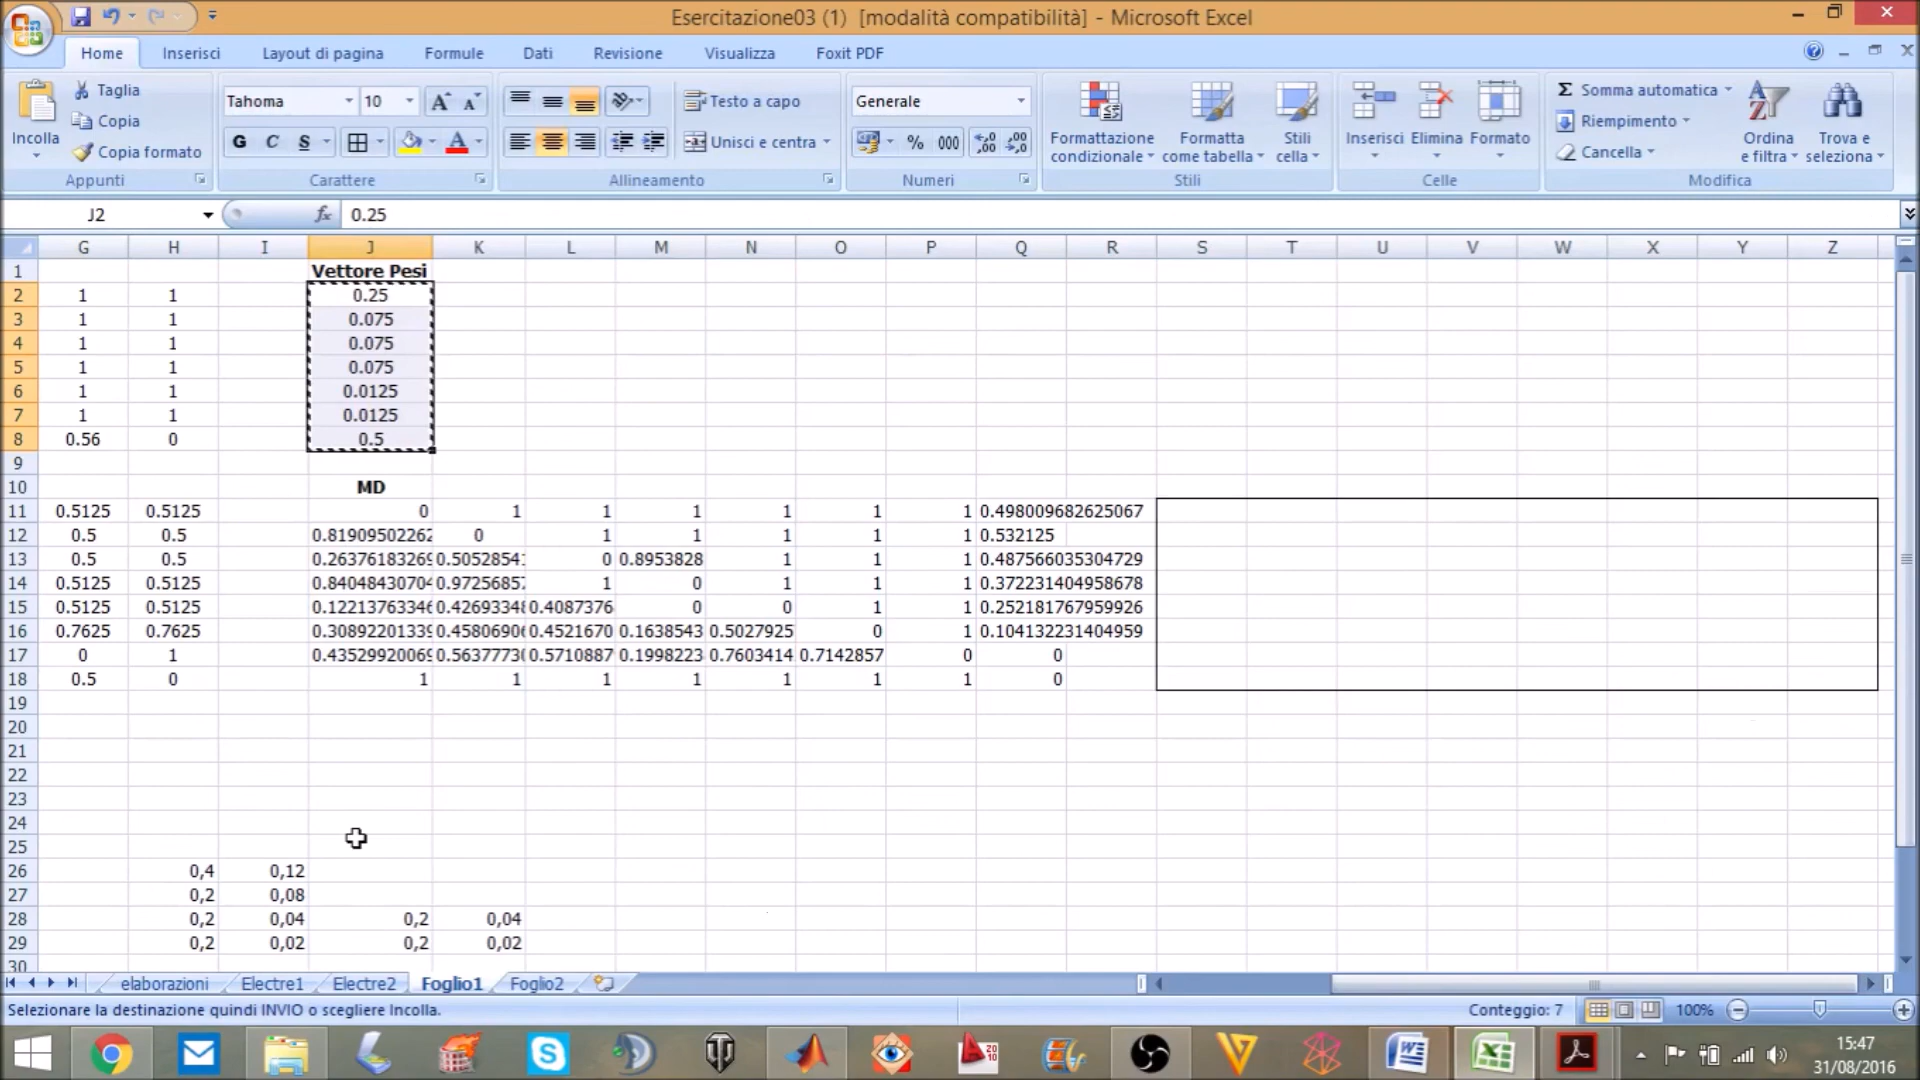 Esercitazione03 (1) [modalità compatibilità] - Microsoft Excel
Home Inserisci Layout di pagina Formule Dati Revisione Visualizza Foxit PDF
Incolla
Taglia
Copia
Copia formato
Appunti
Tahoma 10
G C S
Carattere
Testo a capo
Unisci e centra
Allineamento
Generale
% 000
Numeri
Formattazione condizionale
Formatta come tabella
Stili cella
Stili
Inserisci Elimina Formato
Celle
Somma automatica
Riempimento
Cancella
Ordina e filtra
Trova e seleziona
Modifica
J2 fx 0.25
G H I J K L M N O P Q R S T U V W X Y Z
1 Vettore Pesi
2 1 1 0.25
3 1 1 0.075
4 1 1 0.075
5 1 1 0.075
6 1 1 0.0125
7 1 1 0.0125
8 0.56 0 0.5
9
10 MD
11 0.5125 0.5125 0 1 1 1 1 1 1 0.498009682625067
12 0.5 0.5 0.81909502262 0 1 1 1 1 1 0.532125
13 0.5 0.5 0.26376183269 0.5052854 0 0.8953828 1 1 1 0.487566035304729
14 0.5125 0.5125 0.84048430704 0.9725685 1 0 1 1 1 0.372231404958678
15 0.5125 0.5125 0.12213763346 0.4269334 0.4087376 0 0 1 1 0.252181767959926
16 0.7625 0.7625 0.30892201339 0.4580690 0.4521670 0.1638543 0.5027925 0 1 0.104132231404959
17 0 1 0.43529920069 0.5637773 0.5710887 0.1998223 0.7603414 0.7142857 0 0
18 0.5 0 1 1 1 1 1 1 1 0
19
20
21
22
23
24
25
26 0,4 0,12
27 0,2 0,08
28 0,2 0,04 0,2 0,04
29 0,2 0,02 0,2 0,02
30
elaborazioni Electre1 Electre2 Foglio1 Foglio2
Selezionare la destinazione quindi INVIO o scegliere Incolla.
Conteggio: 7 100%
15:47
31/08/2016